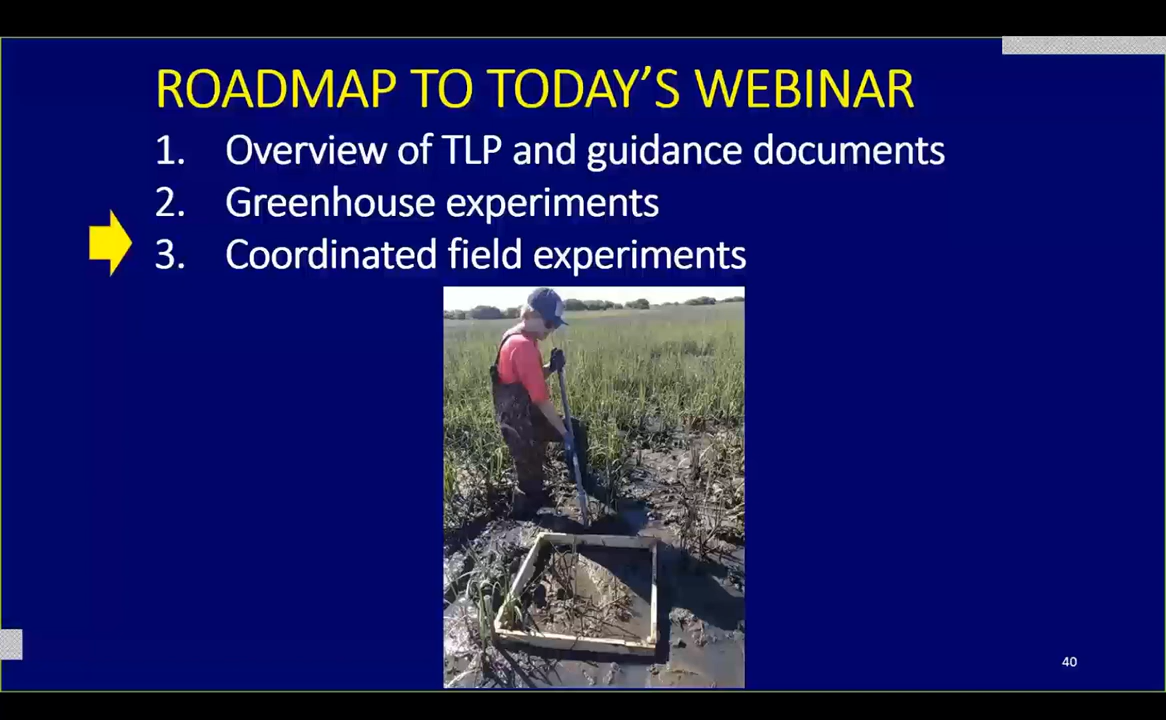 ROADMAP TO TODAY’S WEBINAR
1. Overview of TLP and guidance documents
2. Greenhouse experiments
3. Coordinated field experiments
40